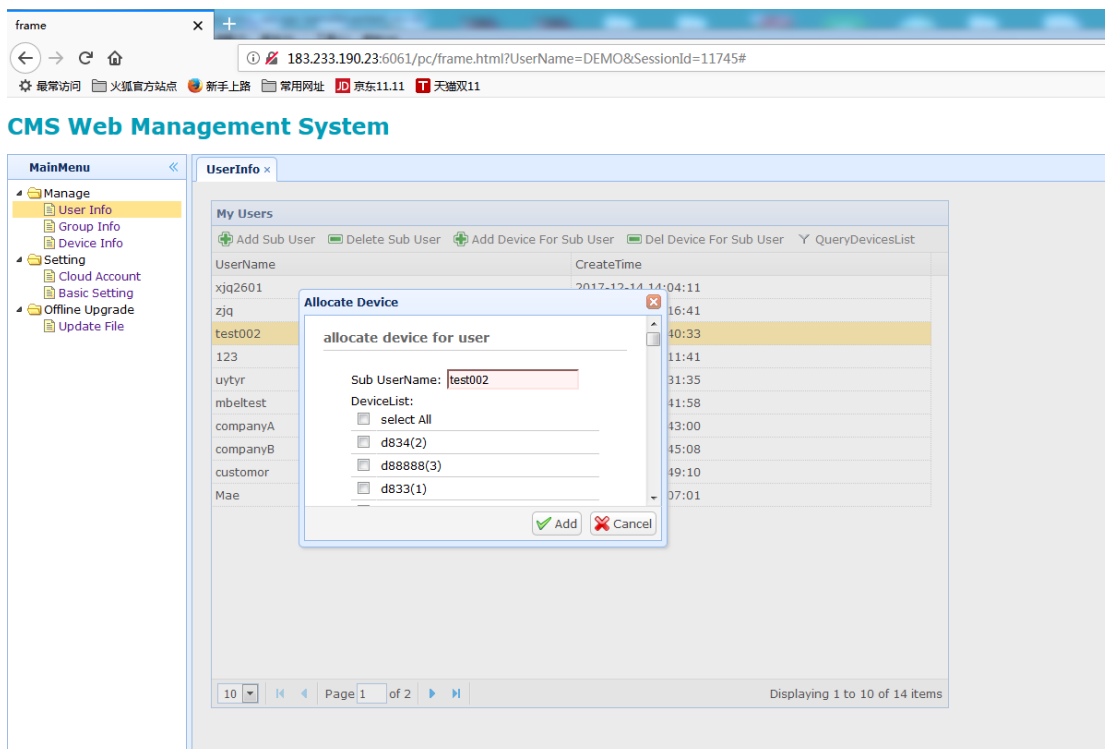 frame
183.233.190.23:6061/pc/frame.html?UserName=DEMO&SessionId=11745#
最常访问 火狐官方站点 新手上路 常用网址 JD 京东11.11 T 天猫双11
CMS Web Management System
MainMenu
Manage
User Info
Group Info
Device Info
Setting
Cloud Account
Basic Setting
Offline Upgrade
Update File
UserInfo
My Users
Add Sub User Delete Sub User Add Device For Sub User Del Device For Sub User QueryDevicesList
UserName CreateTime
xjq2601 2017-12-14 14:04:11
zjq 16:41
test002 40:33
123 11:41
uytyr 31:35
mbeltest 41:58
companyA 43:00
companyB 45:08
customor 49:10
Mae 07:01
Allocate Device
allocate device for user
Sub UserName: test002
DeviceList:
select All
d834(2)
d88888(3)
d833(1)
Add Cancel
10 Page 1 of 2 Displaying 1 to 10 of 14 items